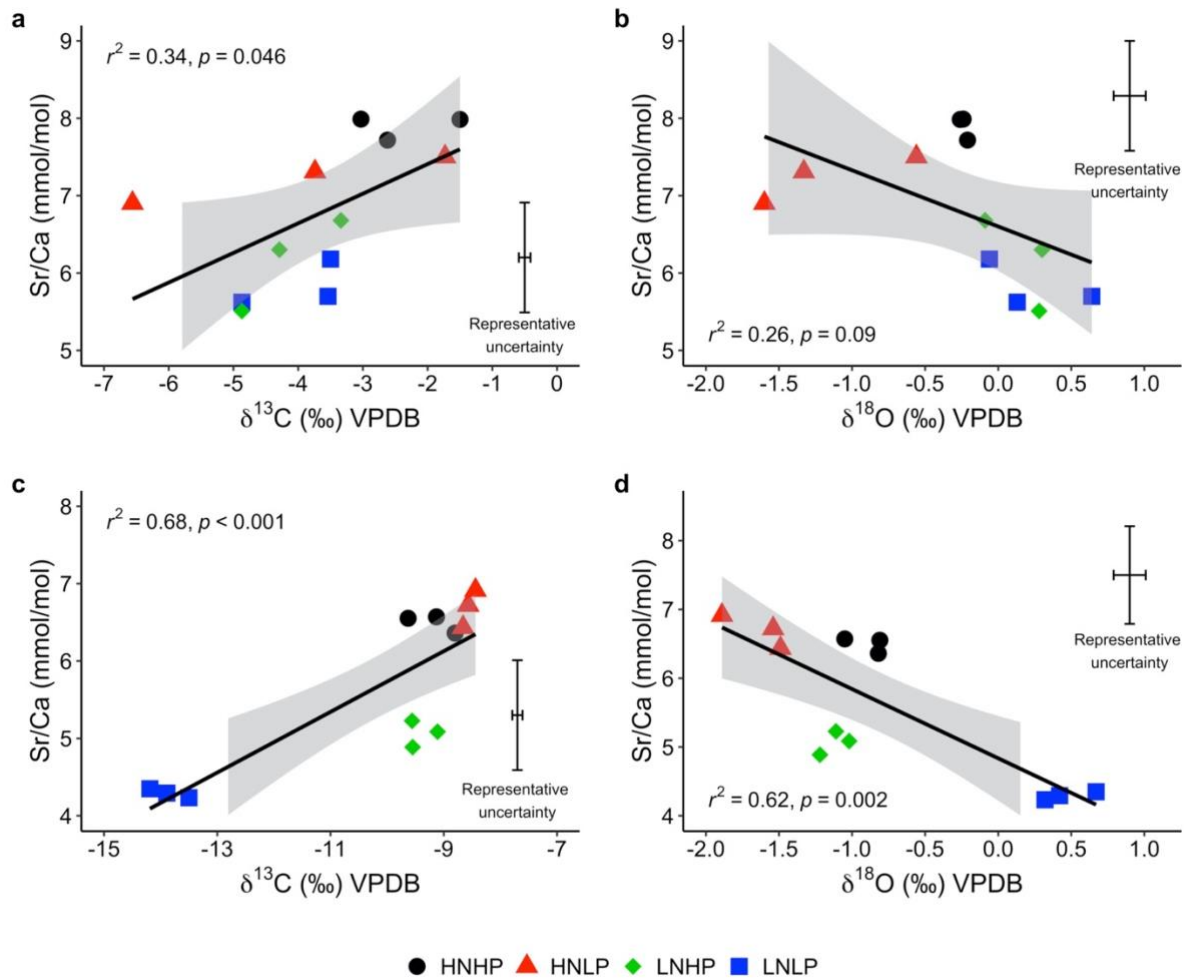 a
r² = 0.34, p = 0.046
9
8
7
6
5
Sr/Ca (mmol/mol)
Representative
uncertainty
-7 -6 -5 -4 -3 -2 -1 0
δ¹³C (‰) VPDB
b
9
8
7
6
5
Sr/Ca (mmol/mol)
Representative
uncertainty
r² = 0.26, p = 0.09
-2.0 -1.5 -1.0 -0.5 0.0 0.5 1.0
δ¹⁸O (‰) VPDB
c
r² = 0.68, p < 0.001
8
7
6
5
4
Sr/Ca (mmol/mol)
Representative
uncertainty
-15 -13 -11 -9 -7
δ¹³C (‰) VPDB
d
8
7
6
5
4
Sr/Ca (mmol/mol)
Representative
uncertainty
r² = 0.62, p = 0.002
-2.0 -1.5 -1.0 -0.5 0.0 0.5 1.0
δ¹⁸O (‰) VPDB
HNHP HNLP LNHP LNLP